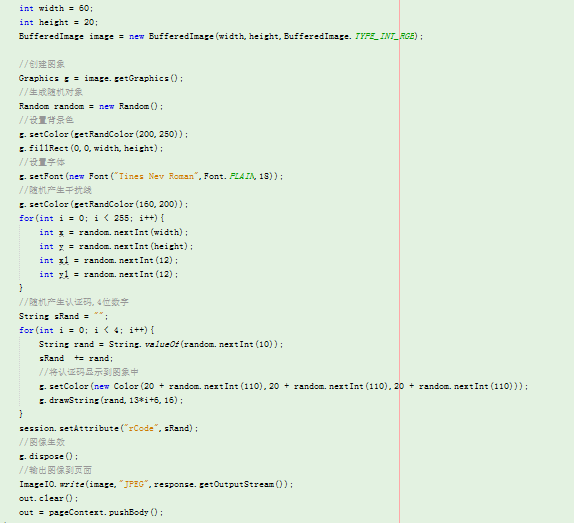 int width = 60;
int height = 20;
BufferedImage image = new BufferedImage(width,height,BufferedImage.TYPE_INT_RGB);
//创建图象
Graphics g = image.getGraphics();
//生成随机对象
Random random = new Random();
//设置背景色
g.setColor(getRandColor(200,250));
g.fillRect(0,0,width,height);
//设置字体
g.setFont(new Font("Tines Nev Roman",Font.PLAIN,18));
//随机产生干扰线
g.setColor(getRandColor(160,200));
for(int i = 0; i < 255; i++){
int x = random.nextInt(width);
int y = random.nextInt(height);
int x1 = random.nextInt(12);
int y1 = random.nextInt(12);
}
//随机产生认证码,4位数字
String sRand = "";
for(int i = 0; i < 4; i++){
String rand = String.valueOf(random.nextInt(10));
sRand += rand;
//将认证码显示到图象中
g.setColor(new Color(20 + random.nextInt(110),20 + random.nextInt(110),20 + random.nextInt(110)));
g.drawString(rand,13*i+6,16);
}
session.setAttribute("rCode",sRand);
//图像生效
g.dispose();
//输出图像到页面
ImageIO.write(image,"JPEG",response.getOutputStream());
out.clear();
out = pageContext.pushBody();